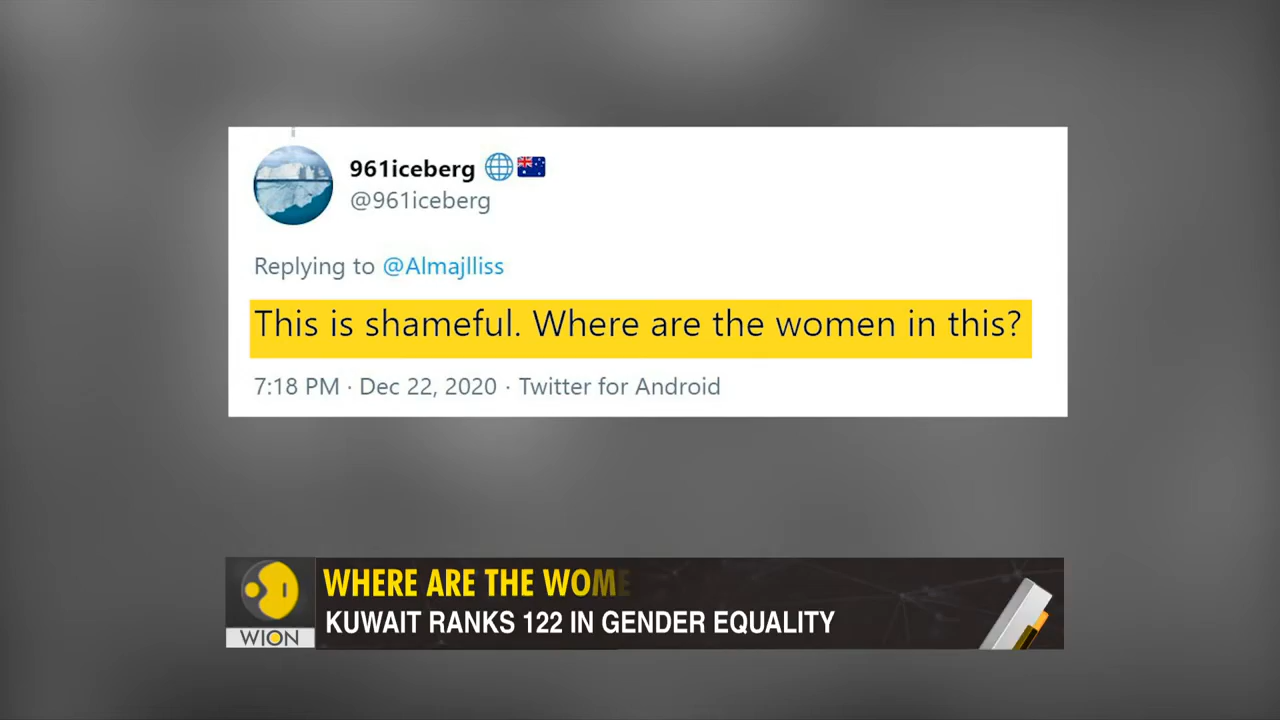 961iceberg
@961iceberg
Replying to @Almajlliss
This is shameful. Where are the women in this?
7:18 PM · Dec 22, 2020 · Twitter for Android
WHERE ARE THE WOME
KUWAIT RANKS 122 IN GENDER EQUALITY
WION